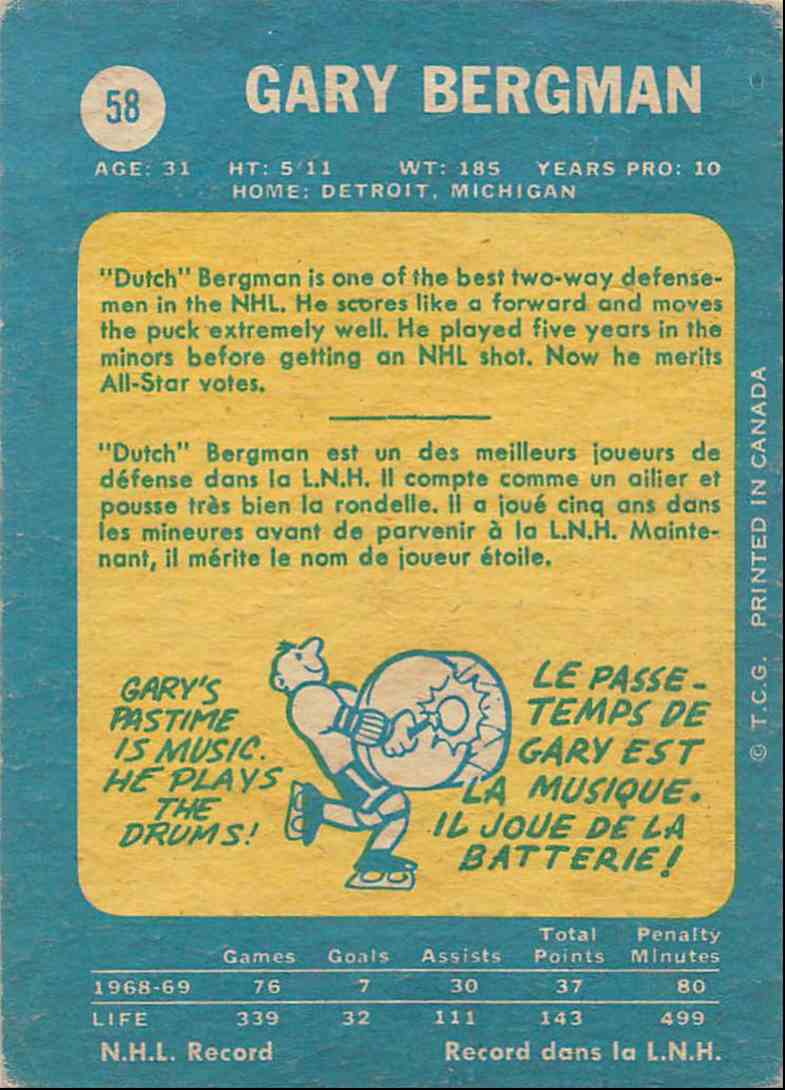 58
GARY BERGMAN
AGE: 31 HT: 5'11 WT: 185 YEARS PRO: 10
HOME: DETROIT, MICHIGAN
"Dutch" Bergman is one of the best two-way defense-
men in the NHL. He scores like a forward and moves
the puck extremely well. He played five years in the
minors before getting an NHL shot. Now he merits
All-Star votes.
"Dutch" Bergman est un des meilleurs joueurs de
défense dans la L.N.H. Il compte comme un ailier et
pousse très bien la rondelle. Il a joué cinq ans dans
les mineures avant de parvenir à la L.N.H. Mainte-
nant, il mérite le nom de joueur étoile.
GARY'S
PASTIME
IS MUSIC.
HE PLAYS
THE
DRUMS!
LE PASSE-
TEMPS DE
GARY EST
LA MUSIQUE.
IL JOUE DE LA
BATTERIE!
© T.C.G. PRINTED IN CANADA
Total Penalty
Games Goals Assists Points Minutes
1968-69 76 7 30 37 80
LIFE 339 32 111 143 499
N.H.L. Record Record dans la L.N.H.